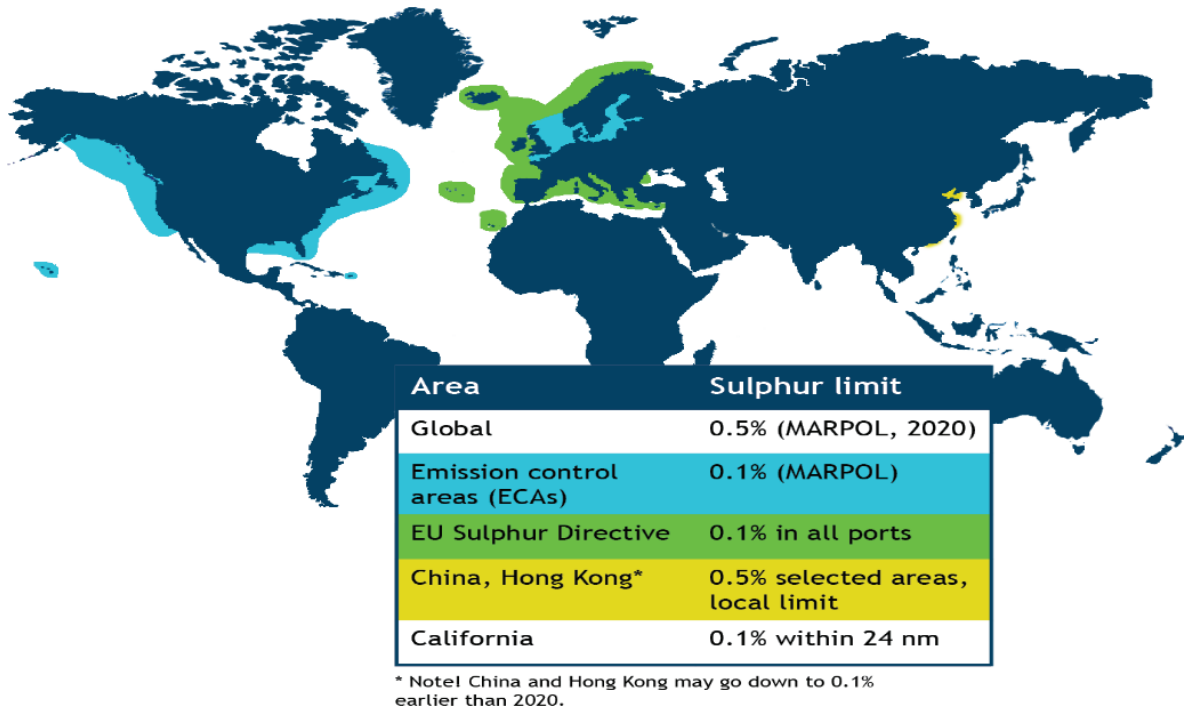 Area Sulphur limit
Global 0.5% (MARPOL, 2020)
Emission control 0.1% (MARPOL)
areas (ECAs)
EU Sulphur Directive 0.1% in all ports
China, Hong Kong* 0.5% selected areas,
local limit
California 0.1% within 24 nm
* Note! China and Hong Kong may go down to 0.1%
earlier than 2020.